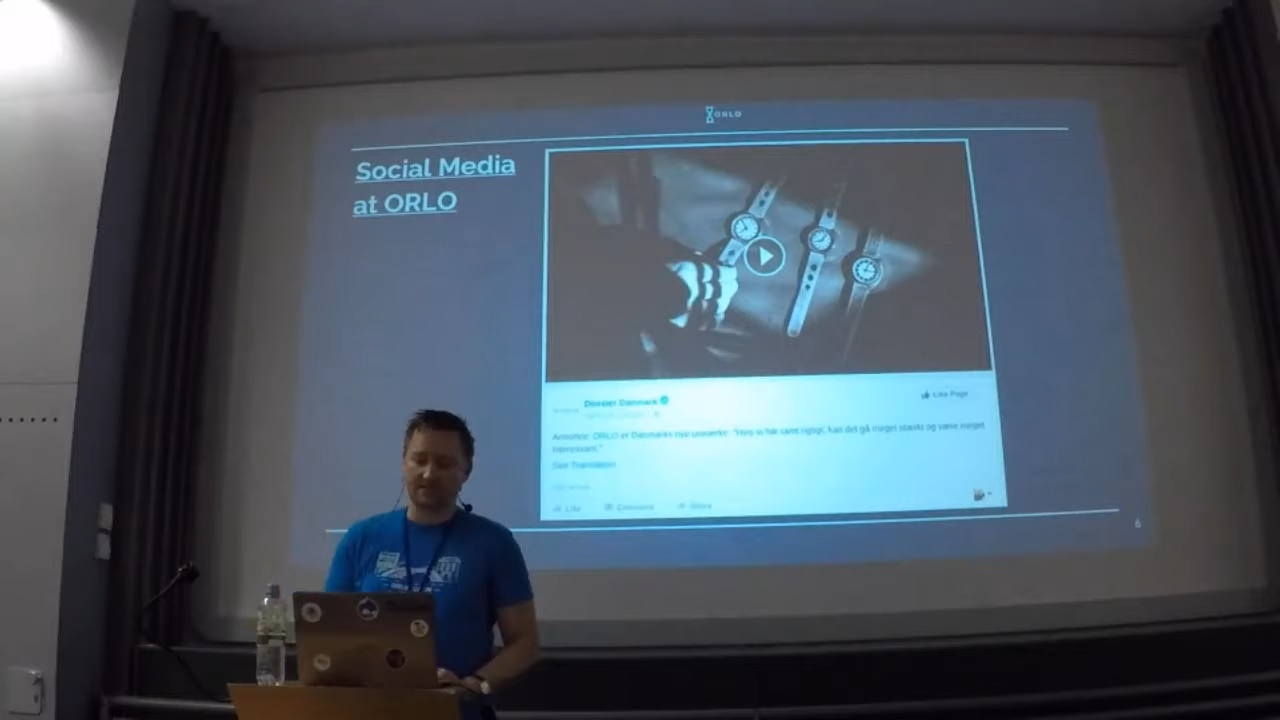 ORLO
Social Media
at ORLO
Dossier Danmark
Like Page
Annonce: ORLO er Danmarks nye urmærke: "Hvis vi har ramt rigtigt, kan det gå meget stærkt og være meget
interessant."
See Translation
Like Comment Share
6